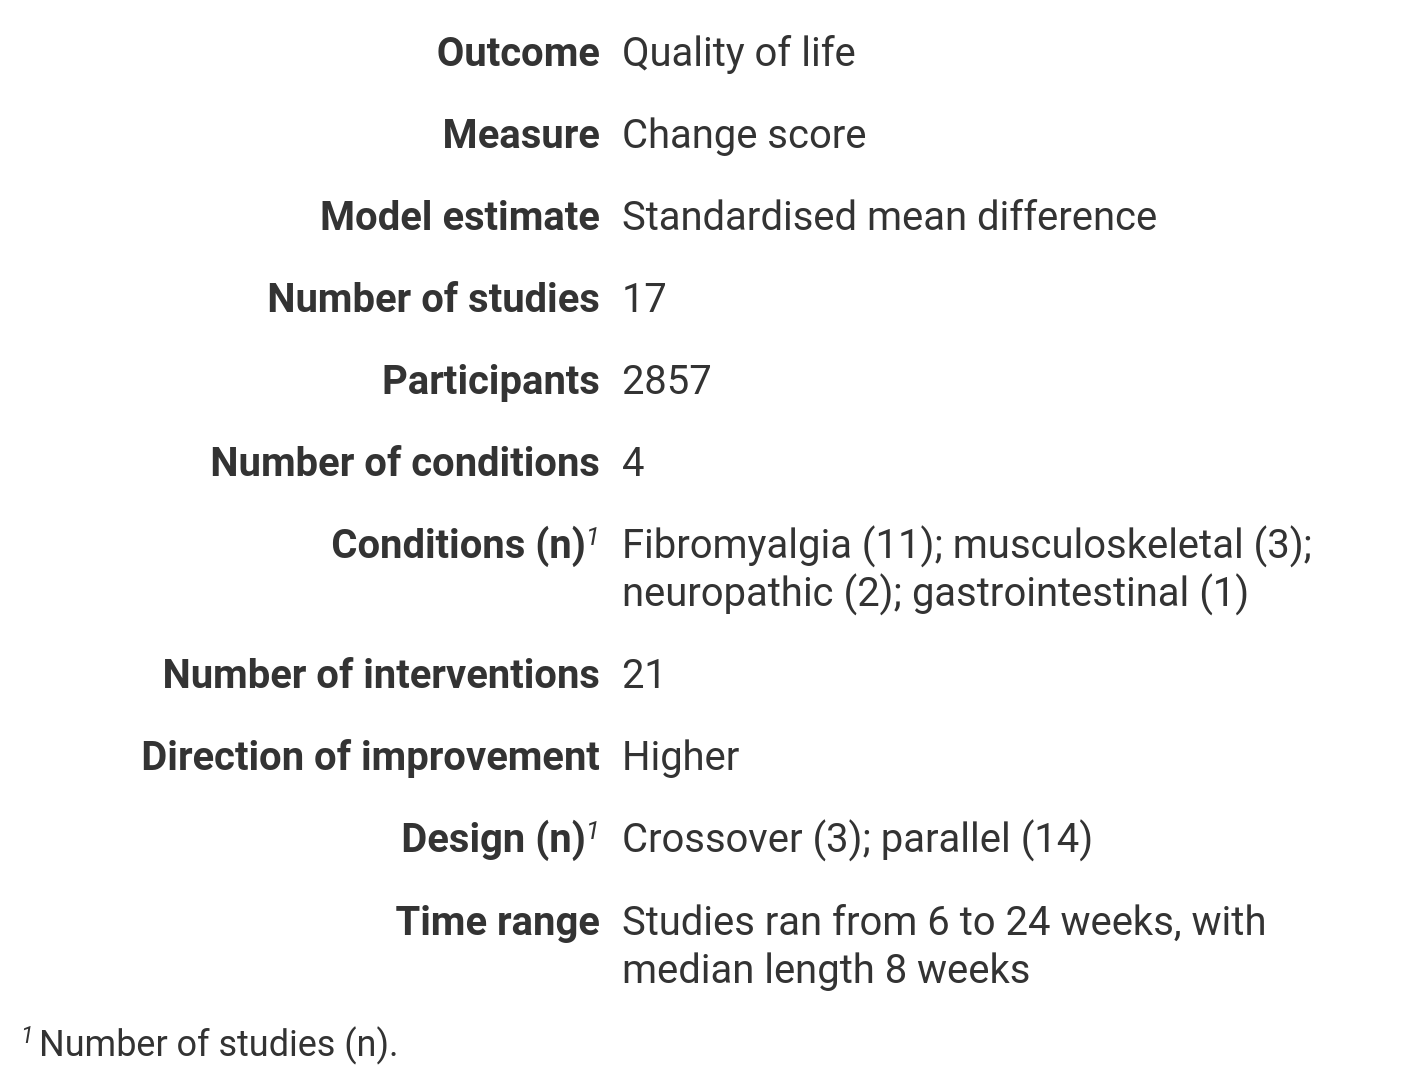 Outcome Quality of life
Measure Change score
Model estimate Standardised mean difference
Number of studies 17
Participants 2857
Number of conditions 4
Conditions (n)¹ Fibromyalgia (11); musculoskeletal (3);
neuropathic (2); gastrointestinal (1)
Number of interventions 21
Direction of improvement Higher
Design (n)¹ Crossover (3); parallel (14)
Time range Studies ran from 6 to 24 weeks, with
median length 8 weeks
¹ Number of studies (n).